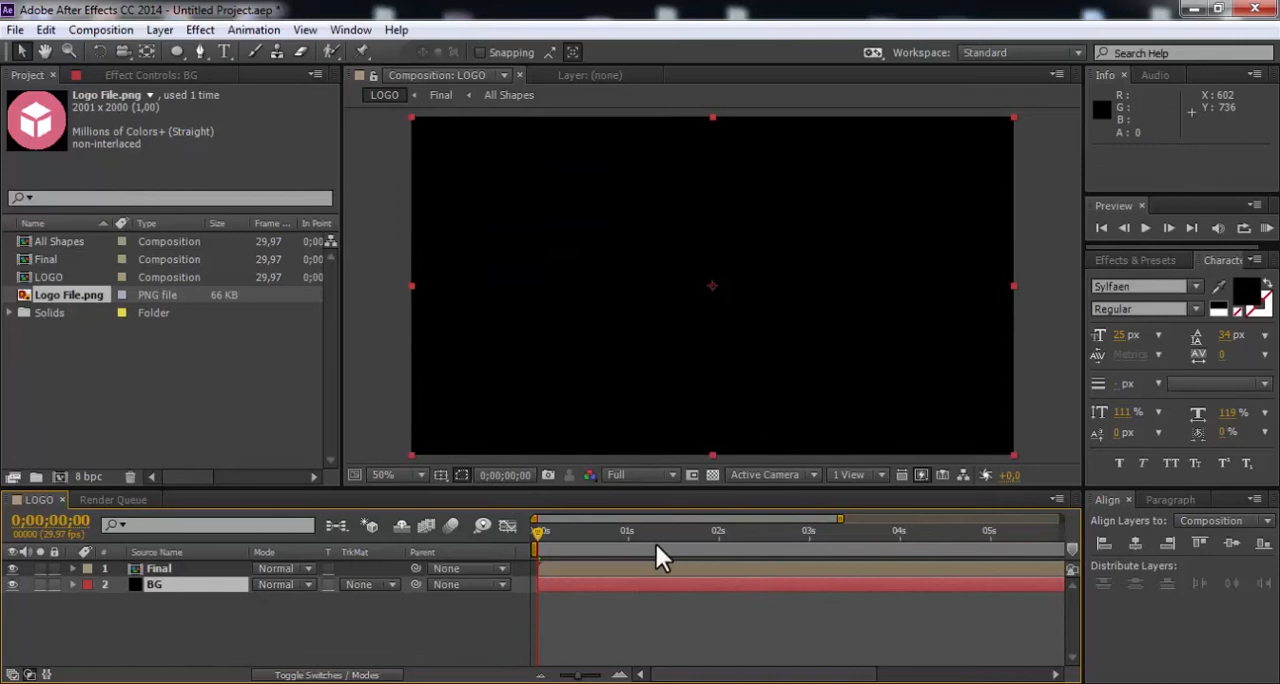 Adobe After Effects CC 2014 - Untitled Project.aep *
File Edit Composition Layer Effect Animation View Window Help
Snapping
Workspace: Standard
Search Help
Project
Effect Controls: BG
Composition: LOGO
Layer: (none)
Info
Audio
Logo File.png , used 1 time
2001 x 2000 (1,00)
Millions of Colors+ (Straight)
non-interlaced
LOGO Final All Shapes
R :
G :
B :
A : 0
X : 602
Y : 736
Name Type Size Frame ... In Point
All Shapes Composition 29,97 0;00
Final Composition 29,97 0;00
LOGO Composition 29,97 0;00
Logo File.png PNG file 66 KB
Solids Folder
Preview
Effects & Presets
Characte
Sylfaen
Regular
25 px
34 px
Metrics
0
- px
111 %
119 %
0 px
0 %
T T TT Tr T¹ T₁
8 bpc
50%
0;00;00;00
Full
Active Camera
1 View
+0,0
LOGO
Render Queue
0;00;00;00
00000 (29.97 fps)
01s 02s 03s 04s 05s
# Source Name Mode T TrkMat Parent
1 Final Normal None
2 BG Normal None None
Toggle Switches / Modes
Align
Paragraph
Align Layers to: Composition
Distribute Layers: